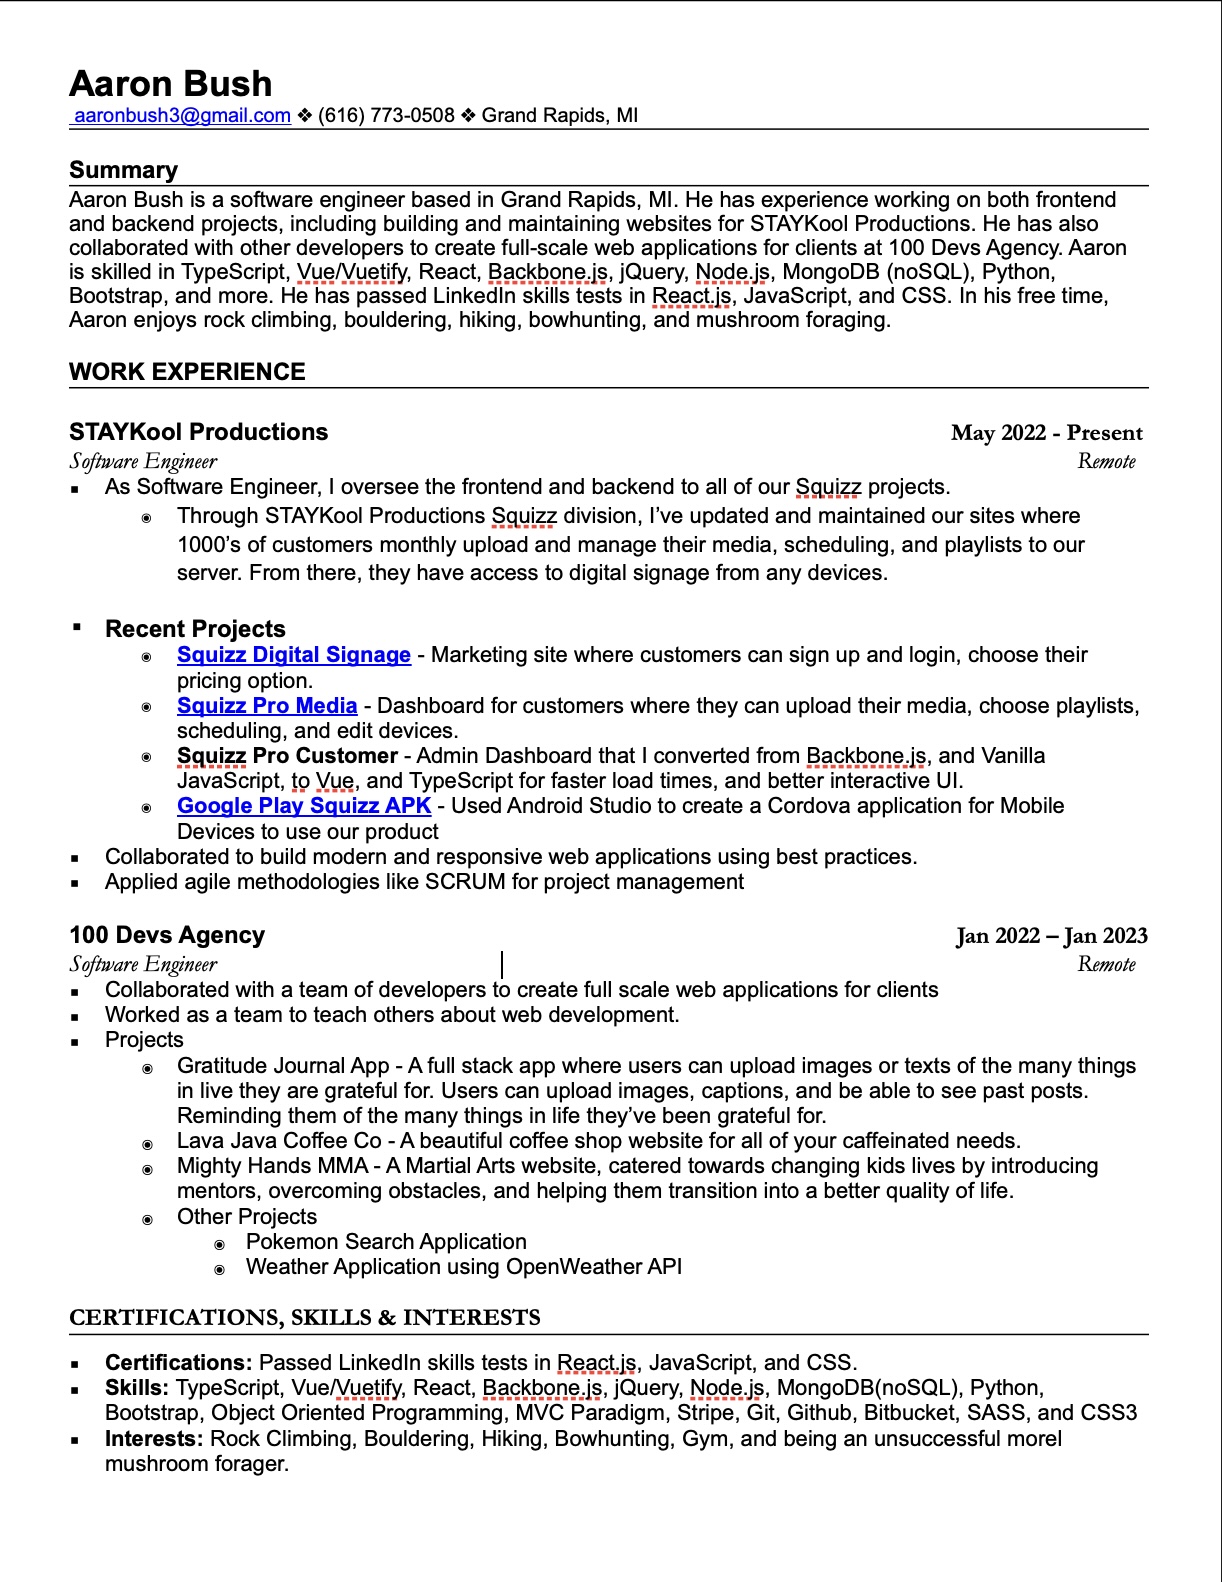 Aaron Bush
aaronbush3@gmail.com ❖ (616) 773-0508 ❖ Grand Rapids, MI
Summary
Aaron Bush is a software engineer based in Grand Rapids, MI. He has experience working on both frontend
and backend projects, including building and maintaining websites for STAYKool Productions. He has also
collaborated with other developers to create full-scale web applications for clients at 100 Devs Agency. Aaron
is skilled in TypeScript, Vue/Vuetify, React, Backbone.js, jQuery, Node.js, MongoDB (noSQL), Python,
Bootstrap, and more. He has passed LinkedIn skills tests in React.js, JavaScript, and CSS. In his free time,
Aaron enjoys rock climbing, bouldering, hiking, bowhunting, and mushroom foraging.
WORK EXPERIENCE
STAYKool Productions May 2022 - Present
Software Engineer Remote
▪ As Software Engineer, I oversee the frontend and backend to all of our Squizz projects.
◉ Through STAYKool Productions Squizz division, I’ve updated and maintained our sites where
1000’s of customers monthly upload and manage their media, scheduling, and playlists to our
server. From there, they have access to digital signage from any devices.
▪ Recent Projects
◉ Squizz Digital Signage - Marketing site where customers can sign up and login, choose their
pricing option.
◉ Squizz Pro Media - Dashboard for customers where they can upload their media, choose playlists,
scheduling, and edit devices.
◉ Squizz Pro Customer - Admin Dashboard that I converted from Backbone.js, and Vanilla
JavaScript, to Vue, and TypeScript for faster load times, and better interactive UI.
◉ Google Play Squizz APK - Used Android Studio to create a Cordova application for Mobile
Devices to use our product
▪ Collaborated to build modern and responsive web applications using best practices.
▪ Applied agile methodologies like SCRUM for project management
100 Devs Agency Jan 2022 – Jan 2023
Software Engineer Remote
▪ Collaborated with a team of developers to create full scale web applications for clients
▪ Worked as a team to teach others about web development.
▪ Projects
◉ Gratitude Journal App - A full stack app where users can upload images or texts of the many things
in live they are grateful for. Users can upload images, captions, and be able to see past posts.
Reminding them of the many things in life they’ve been grateful for.
◉ Lava Java Coffee Co - A beautiful coffee shop website for all of your caffeinated needs.
◉ Mighty Hands MMA - A Martial Arts website, catered towards changing kids lives by introducing
mentors, overcoming obstacles, and helping them transition into a better quality of life.
◉ Other Projects
◉ Pokemon Search Application
◉ Weather Application using OpenWeather API
CERTIFICATIONS, SKILLS & INTERESTS
▪ Certifications: Passed LinkedIn skills tests in React.js, JavaScript, and CSS.
▪ Skills: TypeScript, Vue/Vuetify, React, Backbone.js, jQuery, Node.js, MongoDB(noSQL), Python,
Bootstrap, Object Oriented Programming, MVC Paradigm, Stripe, Git, Github, Bitbucket, SASS, and CSS3
▪ Interests: Rock Climbing, Bouldering, Hiking, Bowhunting, Gym, and being an unsuccessful morel
mushroom forager.